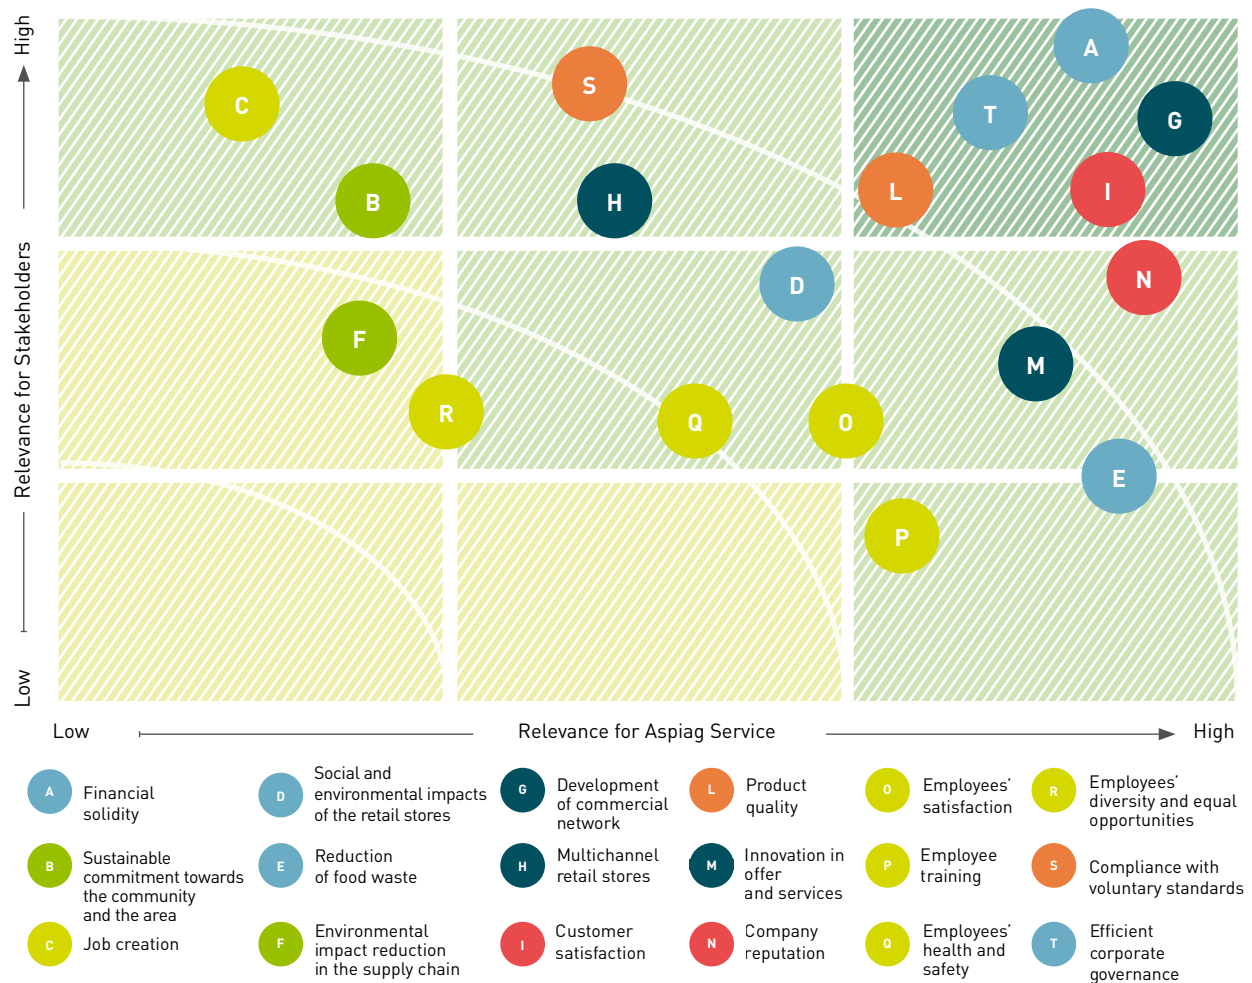 High
Relevance for Stakeholders
Low
A
S
C
T
G
L
I
B
H
N
D
F
M
R
Q
O
E
P
Low
Relevance for Aspiag Service
High
A
Financial
solidity
B
Sustainable
commitment towards
the community
and the area
C
Job creation
D
Social and
environmental impacts
of the retail stores
E
Reduction
of food waste
F
Environmental
impact reduction
in the supply chain
G
Development
of commercial
network
H
Multichannel
retail stores
I
Customer
satisfaction
L
Product
quality
M
Innovation in
offer
and services
N
Company
reputation
O
Employees’
satisfaction
P
Employee
training
Q
Employees’
health and
safety
R
Employees’
diversity and equal
opportunities
S
Compliance with
voluntary standards
T
Efficient
corporate
governance